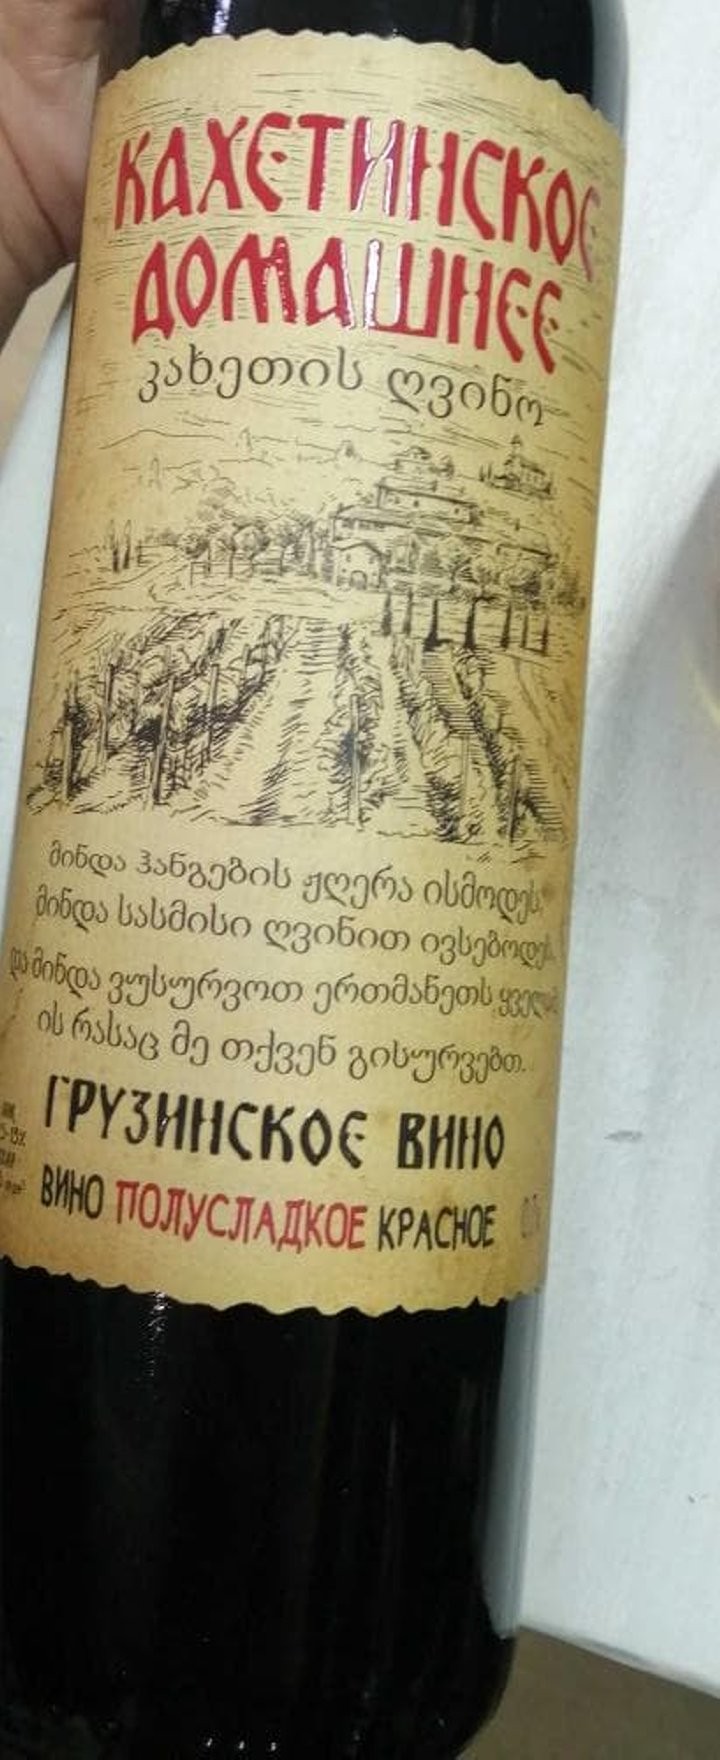 КАХЕТИНСКОЕ
ДОМАШНЕЕ
კახეთის ღვინო
მინდა ჰანგების ჟღერა ისმოდეს,
მინდა სასმისი ღვინით ივსებოდეს,
და მინდა ვუსურვოთ ერთმანეთს
ის რასაც მე თქვენ გისურვებთ...
ГРУЗИНСКОЕ ВИНО
ВИНО ПОЛУСЛАДКОЕ КРАСНОЕ